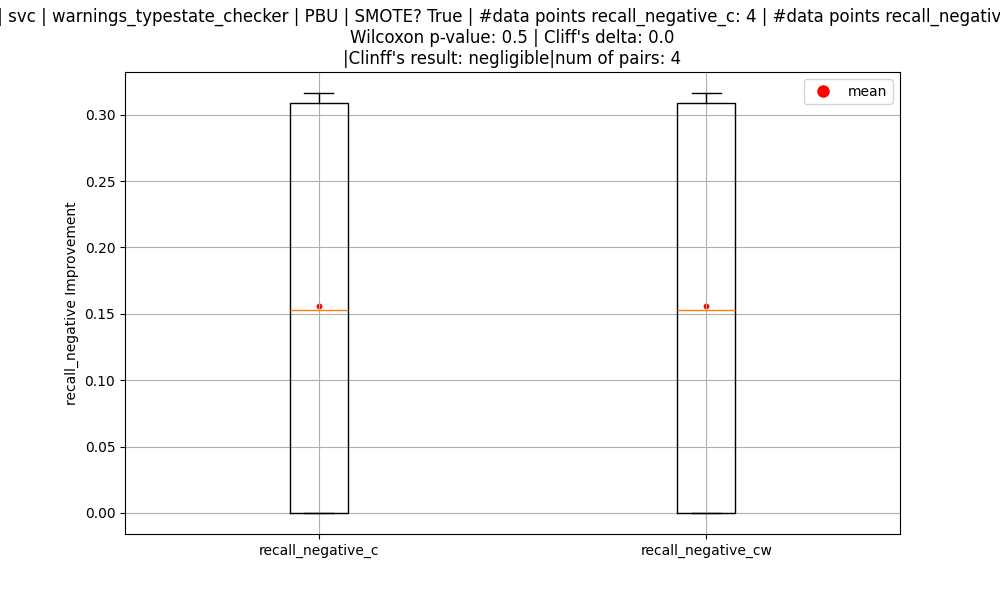 | svc | warnings_typestate_checker | PBU | SMOTE? True | #data points recall_negative_c: 4 | #data points recall_negativ
Wilcoxon p-value: 0.5 | Cliff's delta: 0.0
|Clinff's result: negligible|num of pairs: 4
mean
0.30
0.25
0.20
0.15
0.10
0.05
0.00
recall_negative Improvement
recall_negative_c
recall_negative_cw